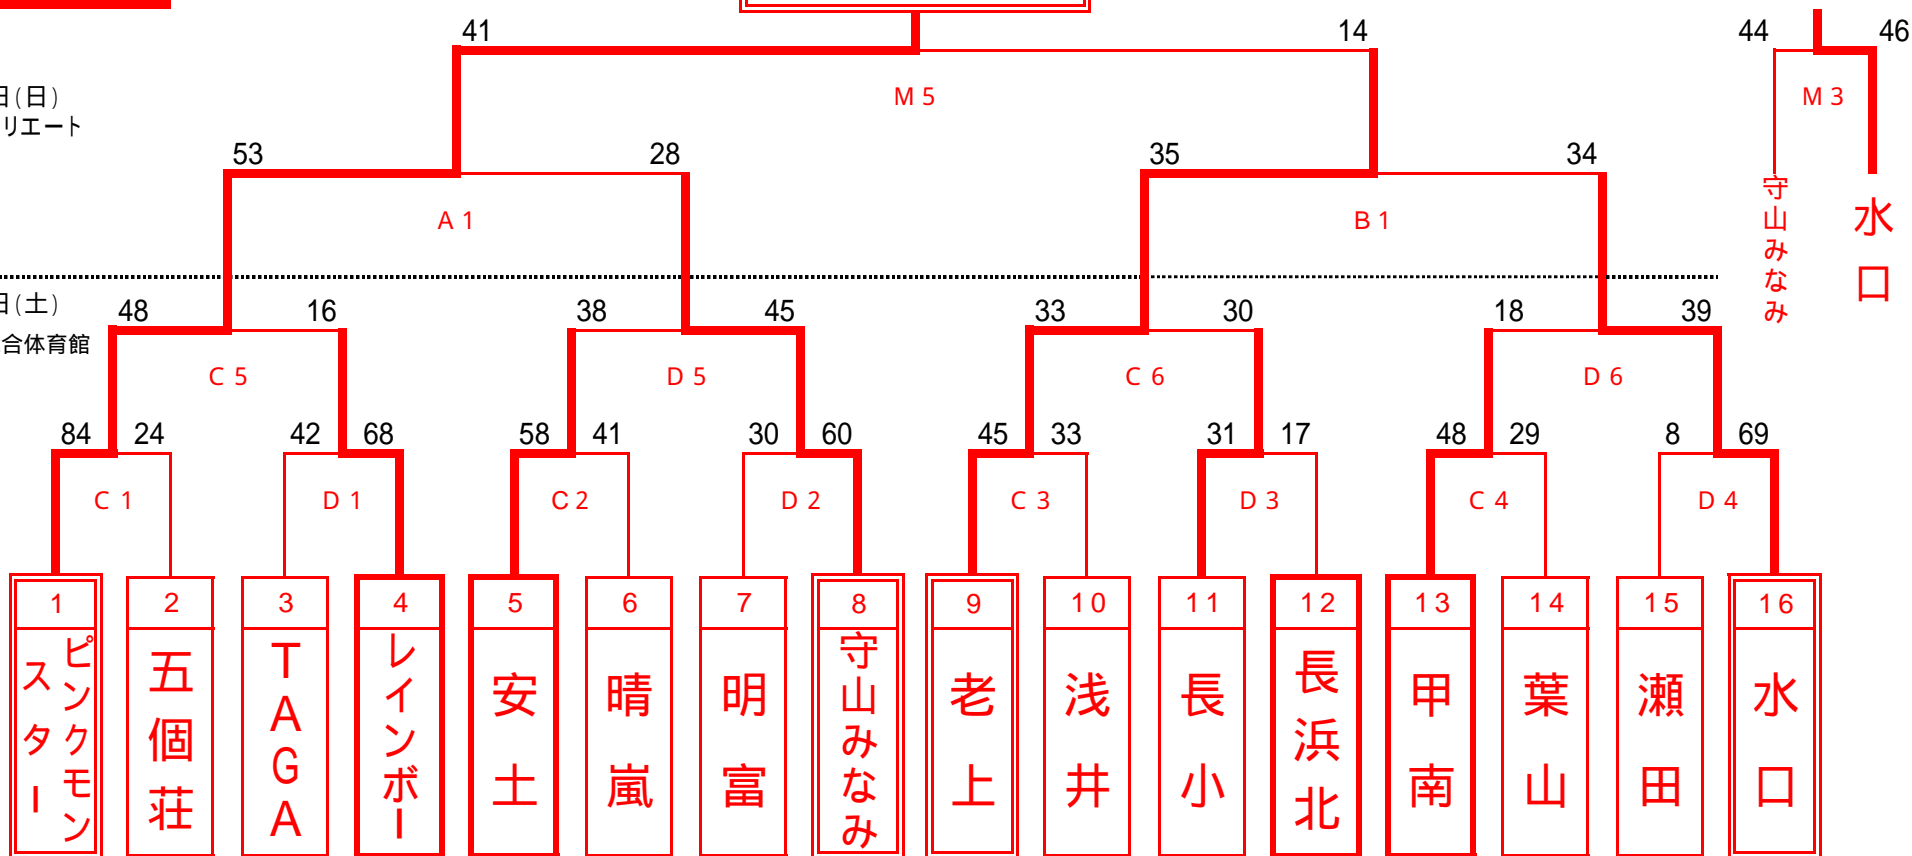 41 14 44 46
日(日)
リエート
M5 M3
53 28 35 34
守山みなみ 水口
A1 B1
日(土)
48 16 38 45 33 30 18 39
合体育館
C5 D5 C6 D6
84 24 42 68 58 41 30 60 45 33 31 17 48 29 8 69
C1 D1 C2 D2 C3 D3 C4 D4
1 2 3 4 5 6 7 8 9 10 11 12 13 14 15 16
ピンクモンスター
五個荘
TAGA
レインボー
安土
晴嵐
明富
守山みなみ
老上
浅井
長小
長浜北
甲南
葉山
瀬田
水口